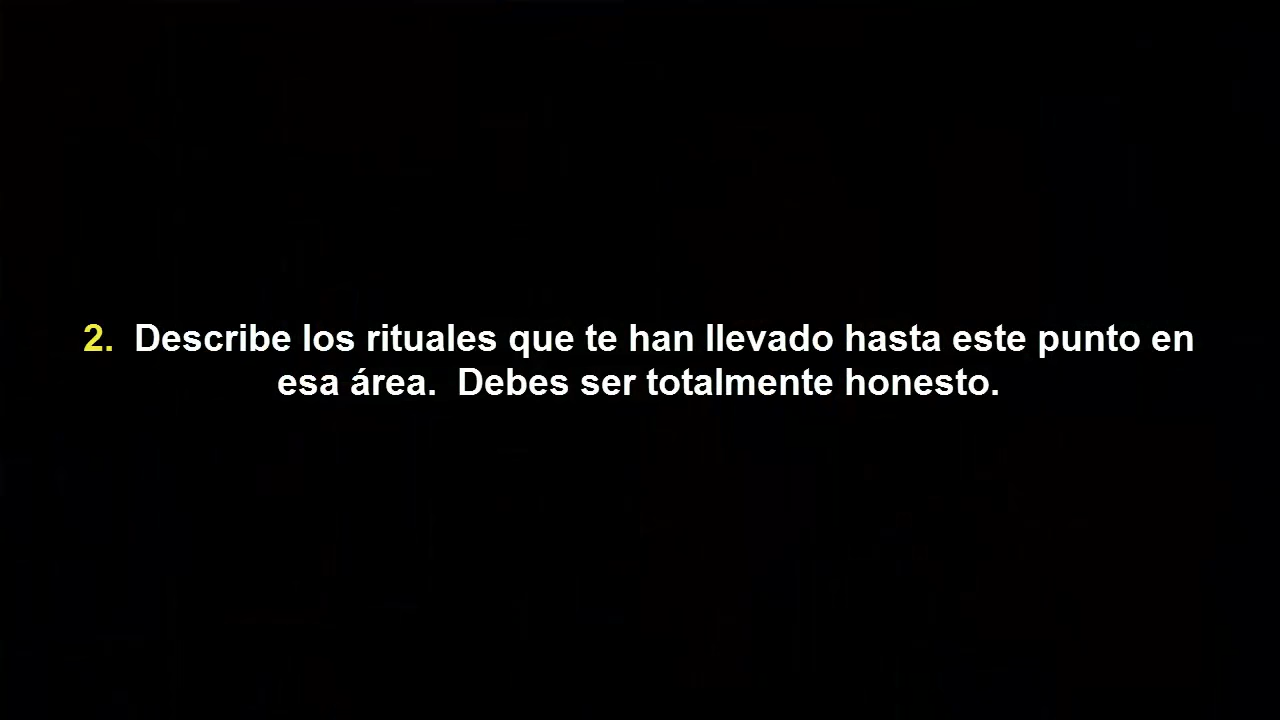 2.  Describe los rituales que te han llevado hasta este punto en
esa área.  Debes ser totalmente honesto.